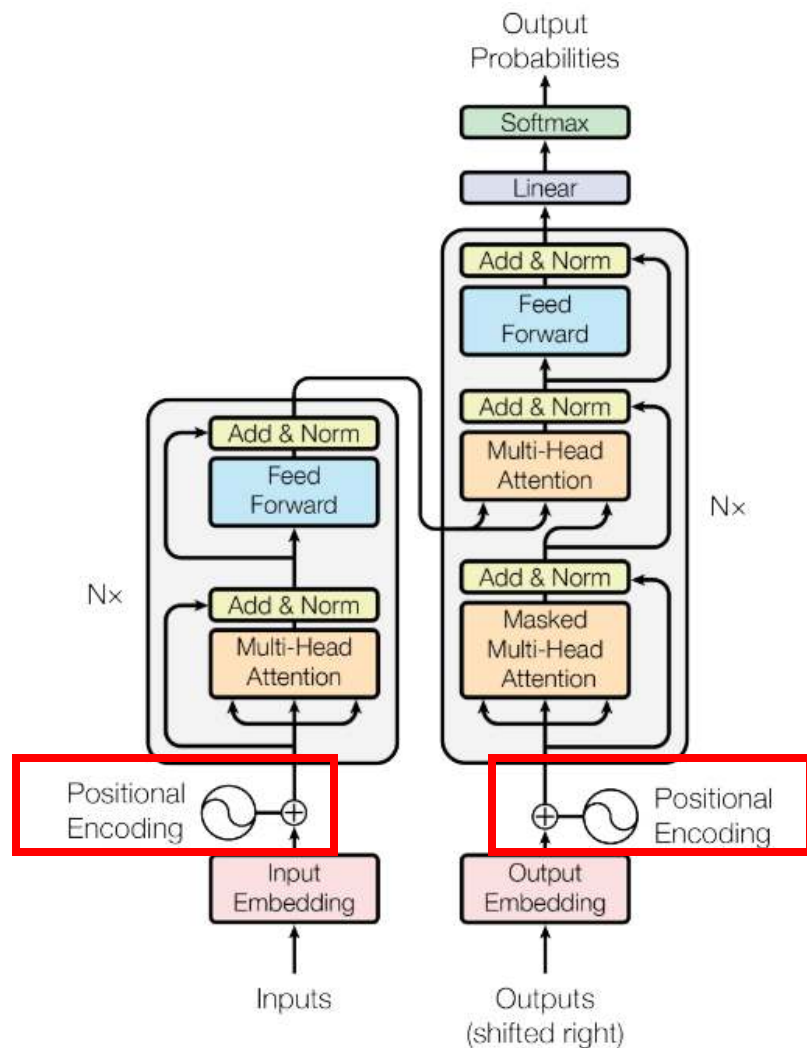 Output
Probabilities
Softmax
Linear
Add & Norm
Feed
Forward
Add & Norm
Multi-Head
Attention
Nx
Add & Norm
Masked
Multi-Head
Attention
Add & Norm
Feed
Forward
Nx
Add & Norm
Multi-Head
Attention
Positional
Encoding
Positional
Encoding
Input
Embedding
Output
Embedding
Inputs
Outputs
(shifted right)